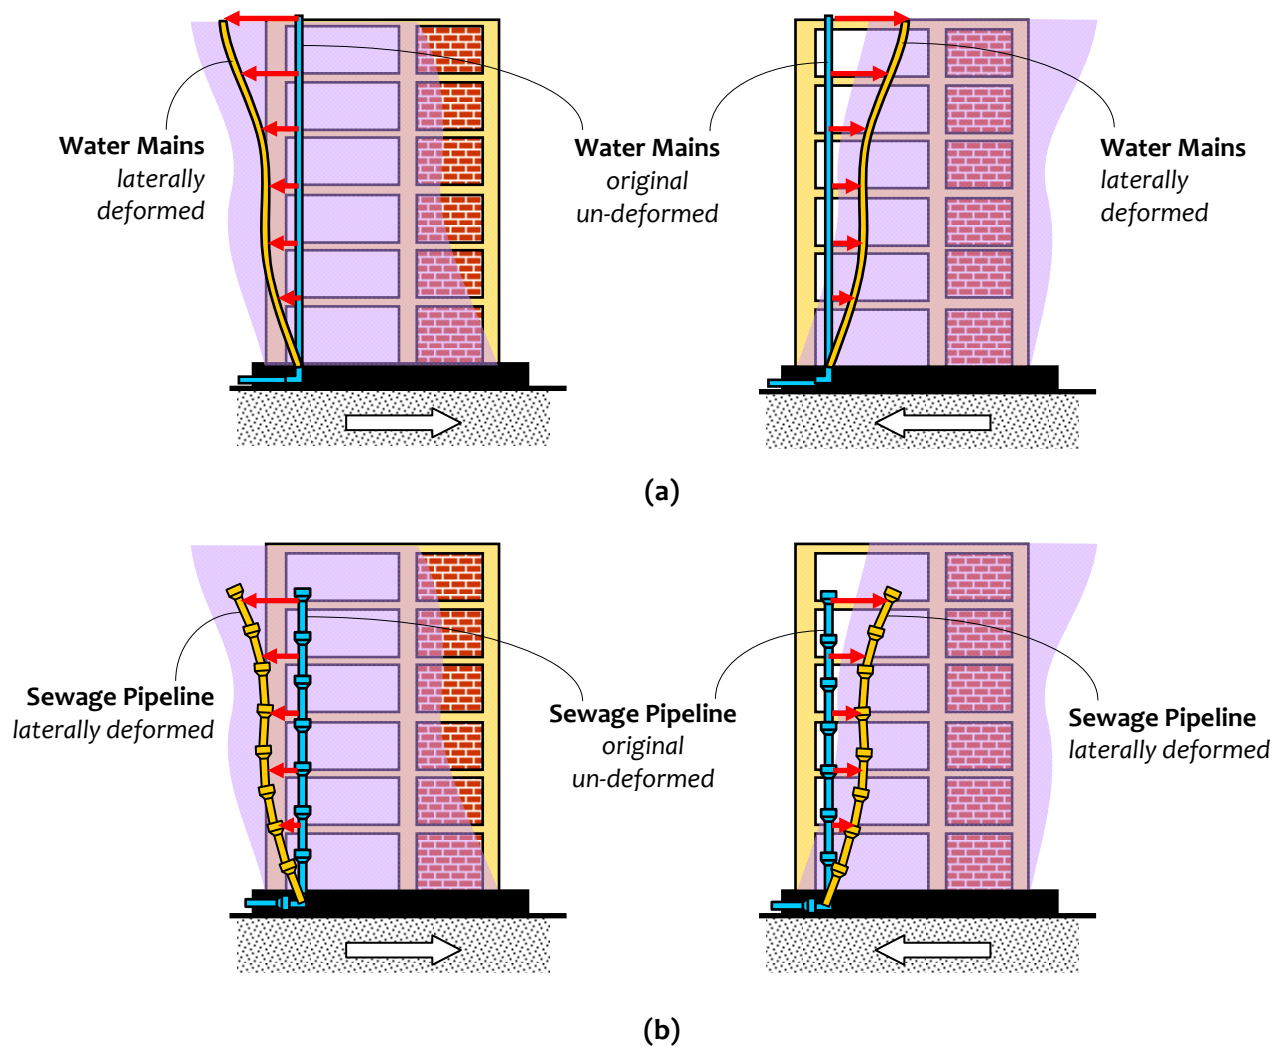 Water Mains
laterally
deformed
Water Mains
original
un-deformed
Water Mains
laterally
deformed
(a)
Sewage Pipeline
laterally deformed
Sewage Pipeline
original
un-deformed
Sewage Pipeline
laterally deformed
(b)